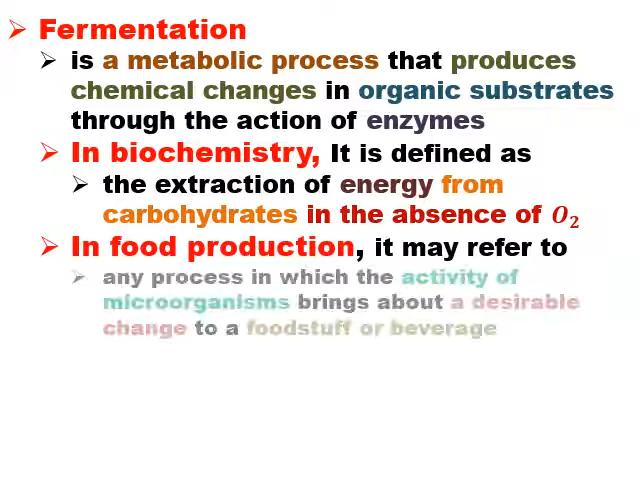 Fermentation
is a metabolic process that produces
chemical changes in organic substrates
through the action of enzymes
In biochemistry, It is defined as
the extraction of energy from
carbohydrates in the absence of O₂
In food production, it may refer to
any process in which the activity of
microorganisms brings about a desirable
change to a foodstuff or beverage